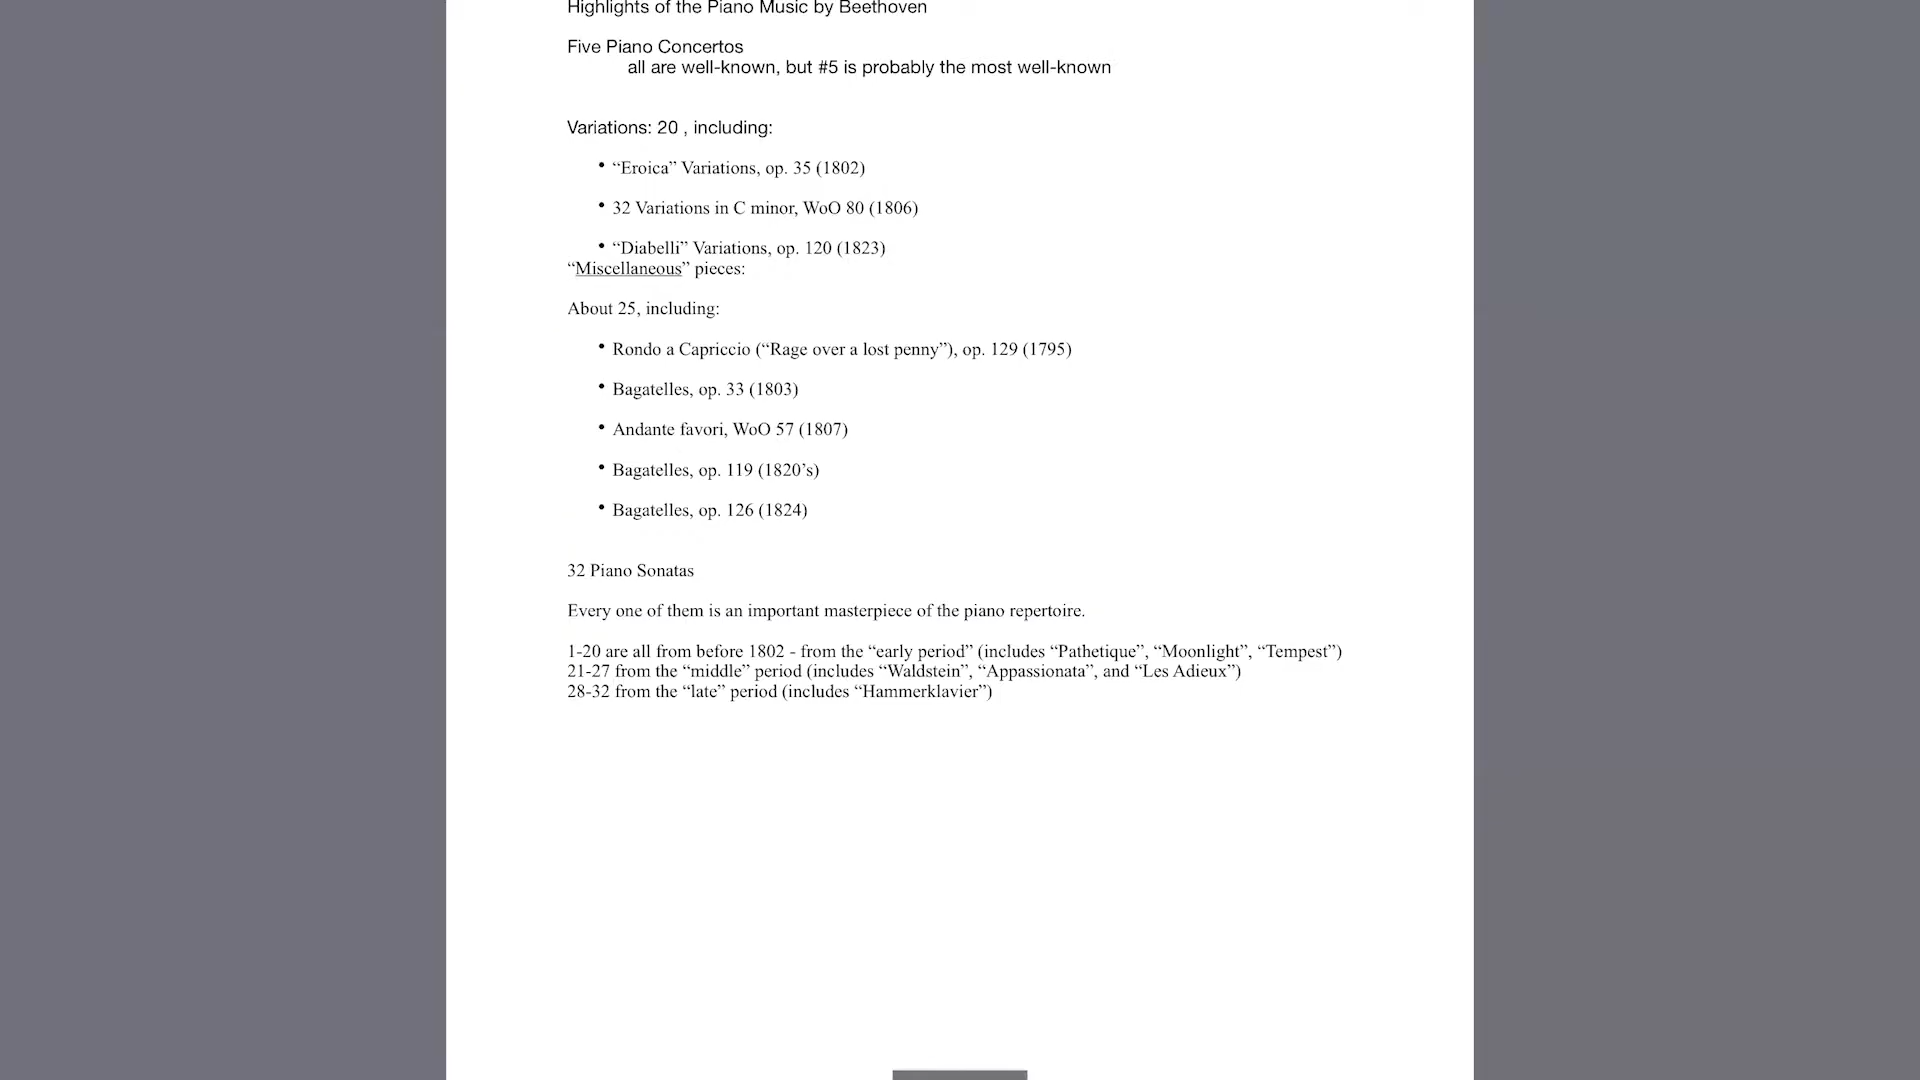 Highlights of the Piano Music by Beethoven
Five Piano Concertos
all are well-known, but #5 is probably the most well-known
Variations: 20 , including:
• “Eroica” Variations, op. 35 (1802)
• 32 Variations in C minor, WoO 80 (1806)
• “Diabelli” Variations, op. 120 (1823)
“Miscellaneous” pieces:
About 25, including:
• Rondo a Capriccio (“Rage over a lost penny”), op. 129 (1795)
• Bagatelles, op. 33 (1803)
• Andante favori, WoO 57 (1807)
• Bagatelles, op. 119 (1820’s)
• Bagatelles, op. 126 (1824)
32 Piano Sonatas
Every one of them is an important masterpiece of the piano repertoire.
1-20 are all from before 1802 - from the “early period” (includes “Pathetique”, “Moonlight”, “Tempest”)
21-27 from the “middle” period (includes “Waldstein”, “Appassionata”, and “Les Adieux”)
28-32 from the “late” period (includes “Hammerklavier”)